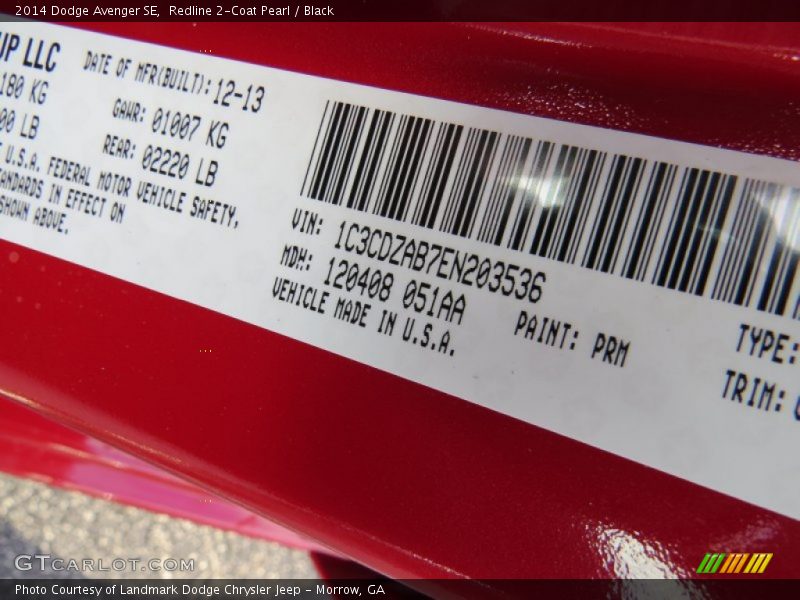 2014 Dodge Avenger SE,  Redline 2-Coat Pearl / Black
UP LLC
DATE OF MFR(BUILT): 12-13
180 KG
GAWR: 01007 KG
00 LB
REAR: 02220 LB
U.S.A. FEDERAL MOTOR VEHICLE SAFETY,
IN EFFECT ON
SHOWN ABOVE.
VIN: 1C3CDZAB7EN203536
MDH: 120408 051AA
VEHICLE MADE IN U.S.A.
PAINT: PRM
TYPE:
TRIM:
GTCARLOT.COM
Photo Courtesy of Landmark Dodge Chrysler Jeep - Morrow, GA